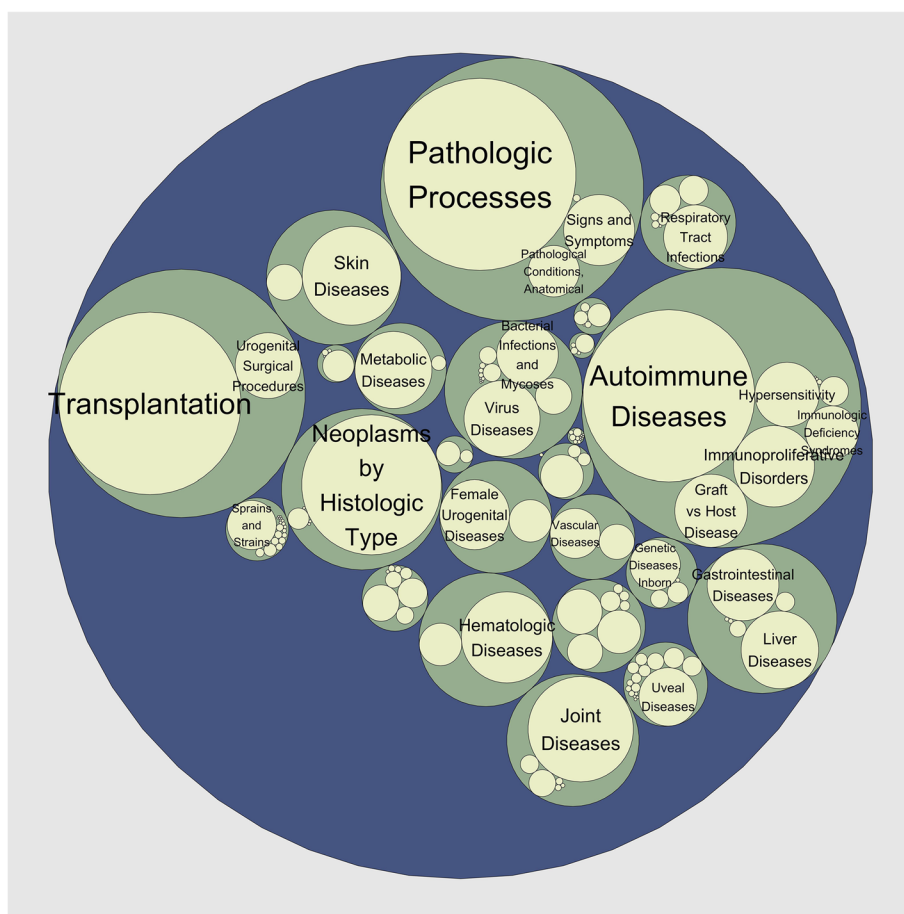 Pathologic
Processes
Signs and
Symptoms
Pathological
Conditions,
Anatomical
Respiratory
Tract
Infections
Skin
Diseases
Urogenital
Surgical
Procedures
Transplantation
Metabolic
Diseases
Bacterial
Infections
and
Mycoses
Virus
Diseases
Autoimmune
Diseases
Hypersensitivity
Immunologic
Deficiency
Syndromes
Immunoproliferative
Disorders
Graft
vs Host
Disease
Neoplasms
by
Histologic
Type
Sprains
and
Strains
Female
Urogenital
Diseases
Vascular
Diseases
Genetic
Diseases,
Inborn
Gastrointestinal
Diseases
Liver
Diseases
Hematologic
Diseases
Uveal
Diseases
Joint
Diseases